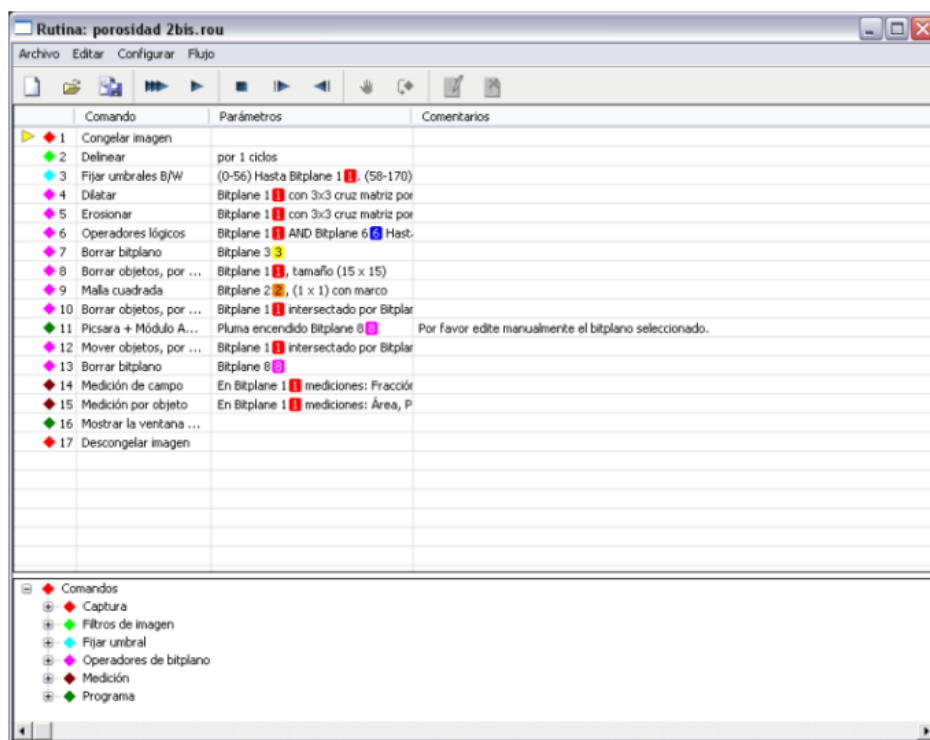 Rutina: porosidad 2bis.rou
Archivo Editar Configurar Flujo
Comando Parámetros Comentarios
1 Congelar imagen
2 Delinear por 1 ciclos
3 Fijar umbrales B/W (0-56) Hasta Bitplane 1 1. (58-170)
4 Dilatar Bitplane 1 1 con 3x3 cruz matriz por
5 Erosionar Bitplane 1 1 con 3x3 cruz matriz por
6 Operadores lógicos Bitplane 1 1 AND Bitplane 6 6 Hast
7 Borrar bitplano Bitplane 3 3
8 Borrar objetos, por ... Bitplane 1 1, tamaño (15 x 15)
9 Malla cuadrada Bitplane 2 2, (1 x 1) con marco
10 Borrar objetos, por ... Bitplane 1 1 intersectado por Bitplar
11 Picsara + Módulo A... Pluma encendido Bitplane 8 8 Por favor edite manualmente el bitplano seleccionado.
12 Mover objetos, por ... Bitplane 1 1 intersectado por Bitplar
13 Borrar bitplano Bitplane 8 8
14 Medición de campo En Bitplane 1 1 mediciones: Fracción
15 Medición por objeto En Bitplane 1 1 mediciones: Área, P
16 Mostrar la ventana ...
17 Descongelar imagen
Comandos
Captura
Filtros de imagen
Fijar umbral
Operadores de bitplano
Medición
Programa